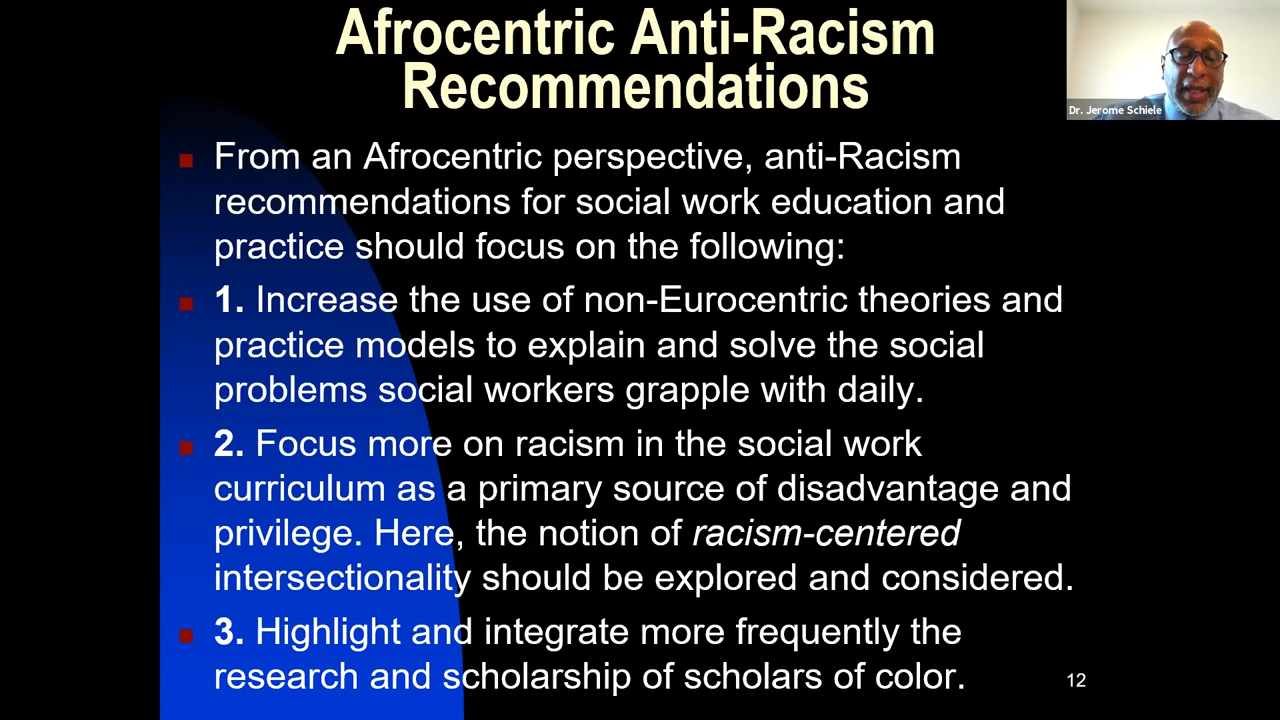 Afrocentric Anti-Racism
Recommendations
Dr. Jerome Schiele
From an Afrocentric perspective, anti-Racism
recommendations for social work education and
practice should focus on the following:
1. Increase the use of non-Eurocentric theories and
practice models to explain and solve the social
problems social workers grapple with daily.
2. Focus more on racism in the social work
curriculum as a primary source of disadvantage and
privilege. Here, the notion of racism-centered
intersectionality should be explored and considered.
3. Highlight and integrate more frequently the
research and scholarship of scholars of color.
12